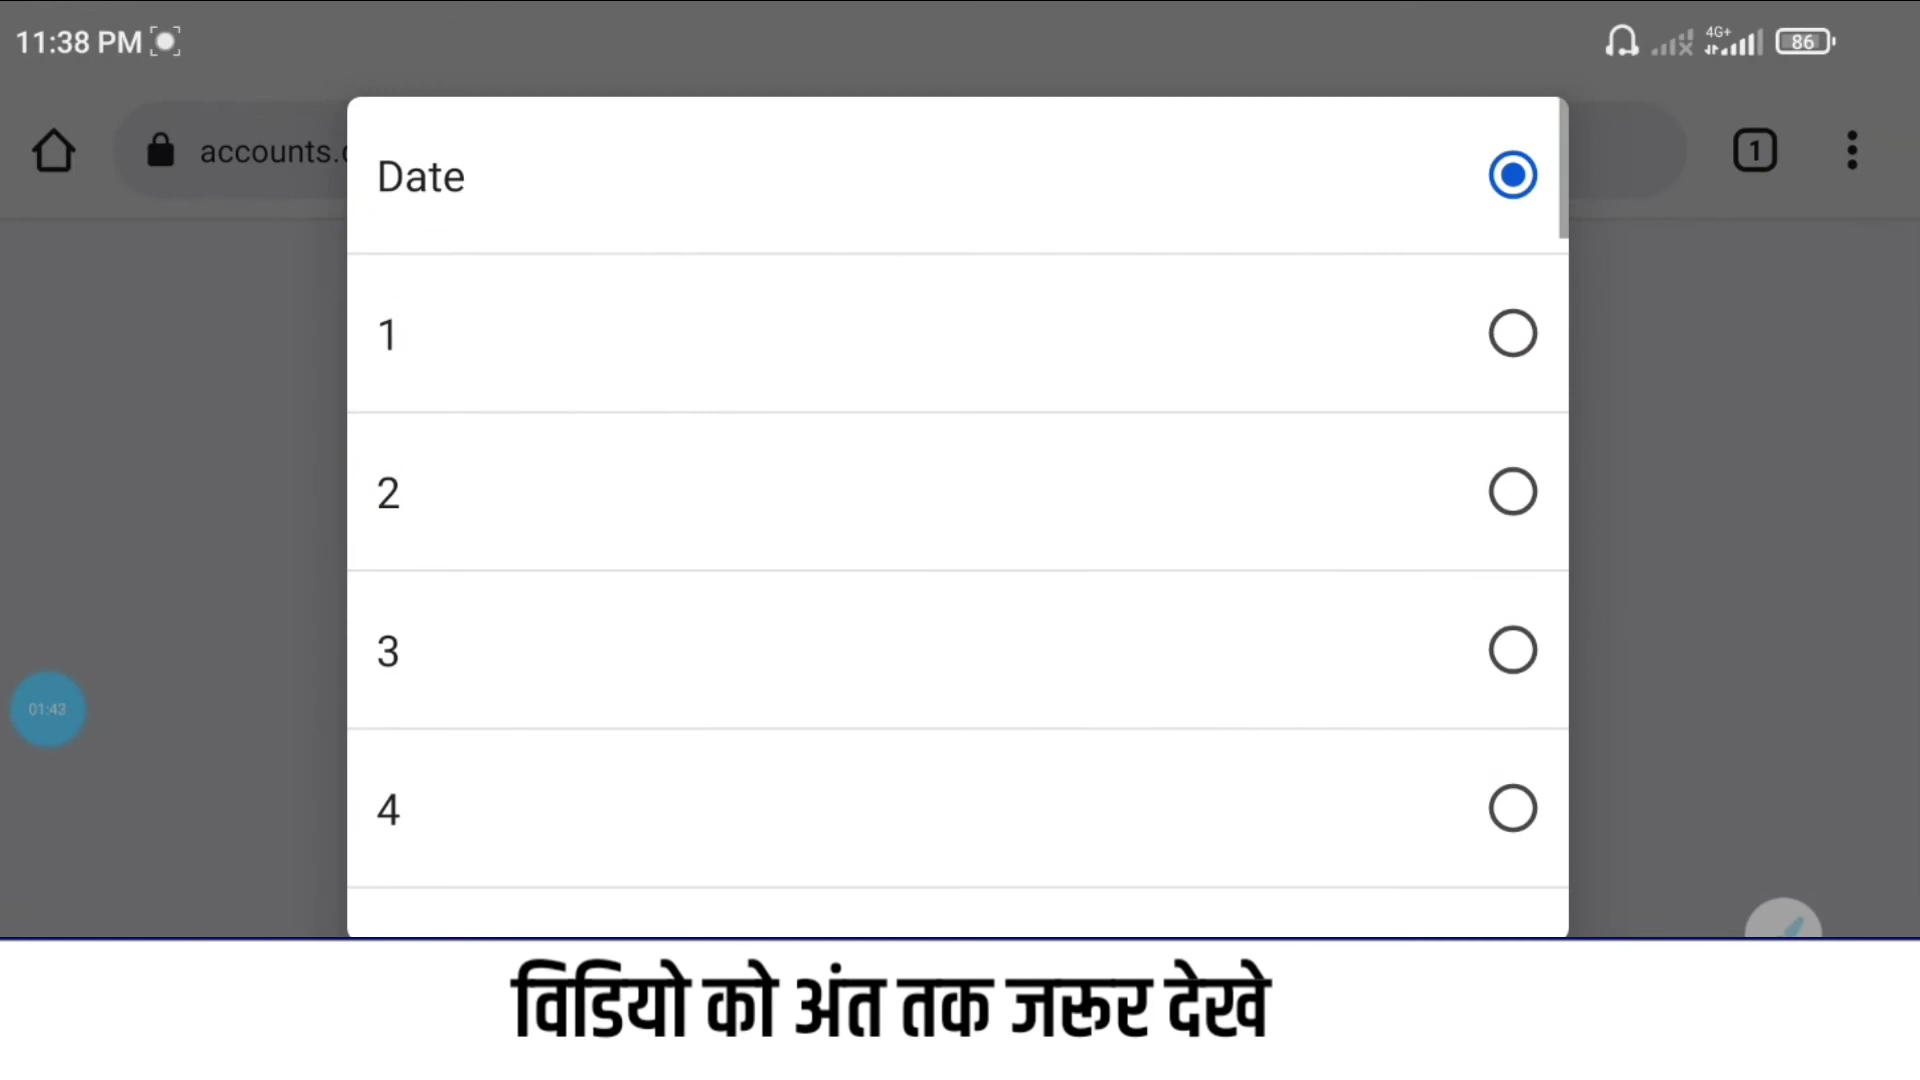 11:38 PM
4G+
86
accounts.
1
Date
1
2
3
4
01:43
विडियो को अंत तक जरूर देखे